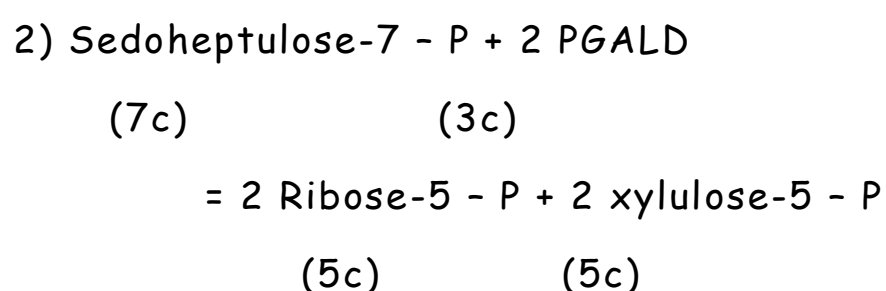 2) Sedoheptulose-7 – P + 2 PGALD
(7c) (3c)
= 2 Ribose-5 – P + 2 xylulose-5 – P
(5c) (5c)